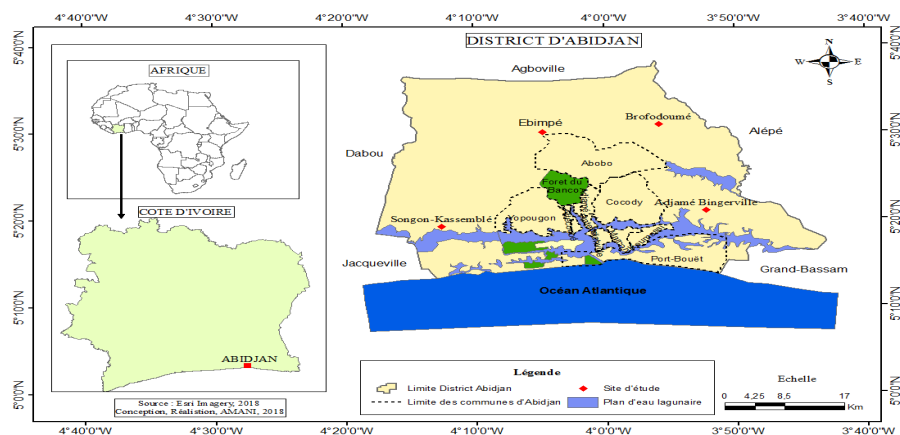 4°40'0"W 4°30'0"W 4°20'0"W 4°10'0"W 4°0'0"W 3°50'0"W 3°40'0"W
DISTRICT D'ABIDJAN
5°40'0"N
5°30'0"N
5°20'0"N
5°10'0"N
5°0'0"N
AFRIQUE
COTE D'IVOIRE
ABIDJAN
Source : Esri Imagery, 2018
Conception, Réalistion, AMANI, 2018
N
W E
S
Agboville
Ebimpé
Brofodoumé
Alépé
Dabou
Abobo
Foret du
Banco
Cocody
Adjamé Bingerville
Songon-Kassemblé
Yopougon
Jacqueville
Port-Bouët
Grand-Bassam
Océan Atlantique
Légende
Limite District Abidjan
Site d'étude
Limite des communes d'Abidjan
Plan d'eau lagunaire
Echelle
0 4,25 8,5 17
Km
5°40'0"N
5°30'0"N
5°20'0"N
5°10'0"N
5°0'0"N
4°40'0"W 4°30'0"W 4°20'0"W 4°10'0"W 4°0'0"W 3°50'0"W 3°40'0"W